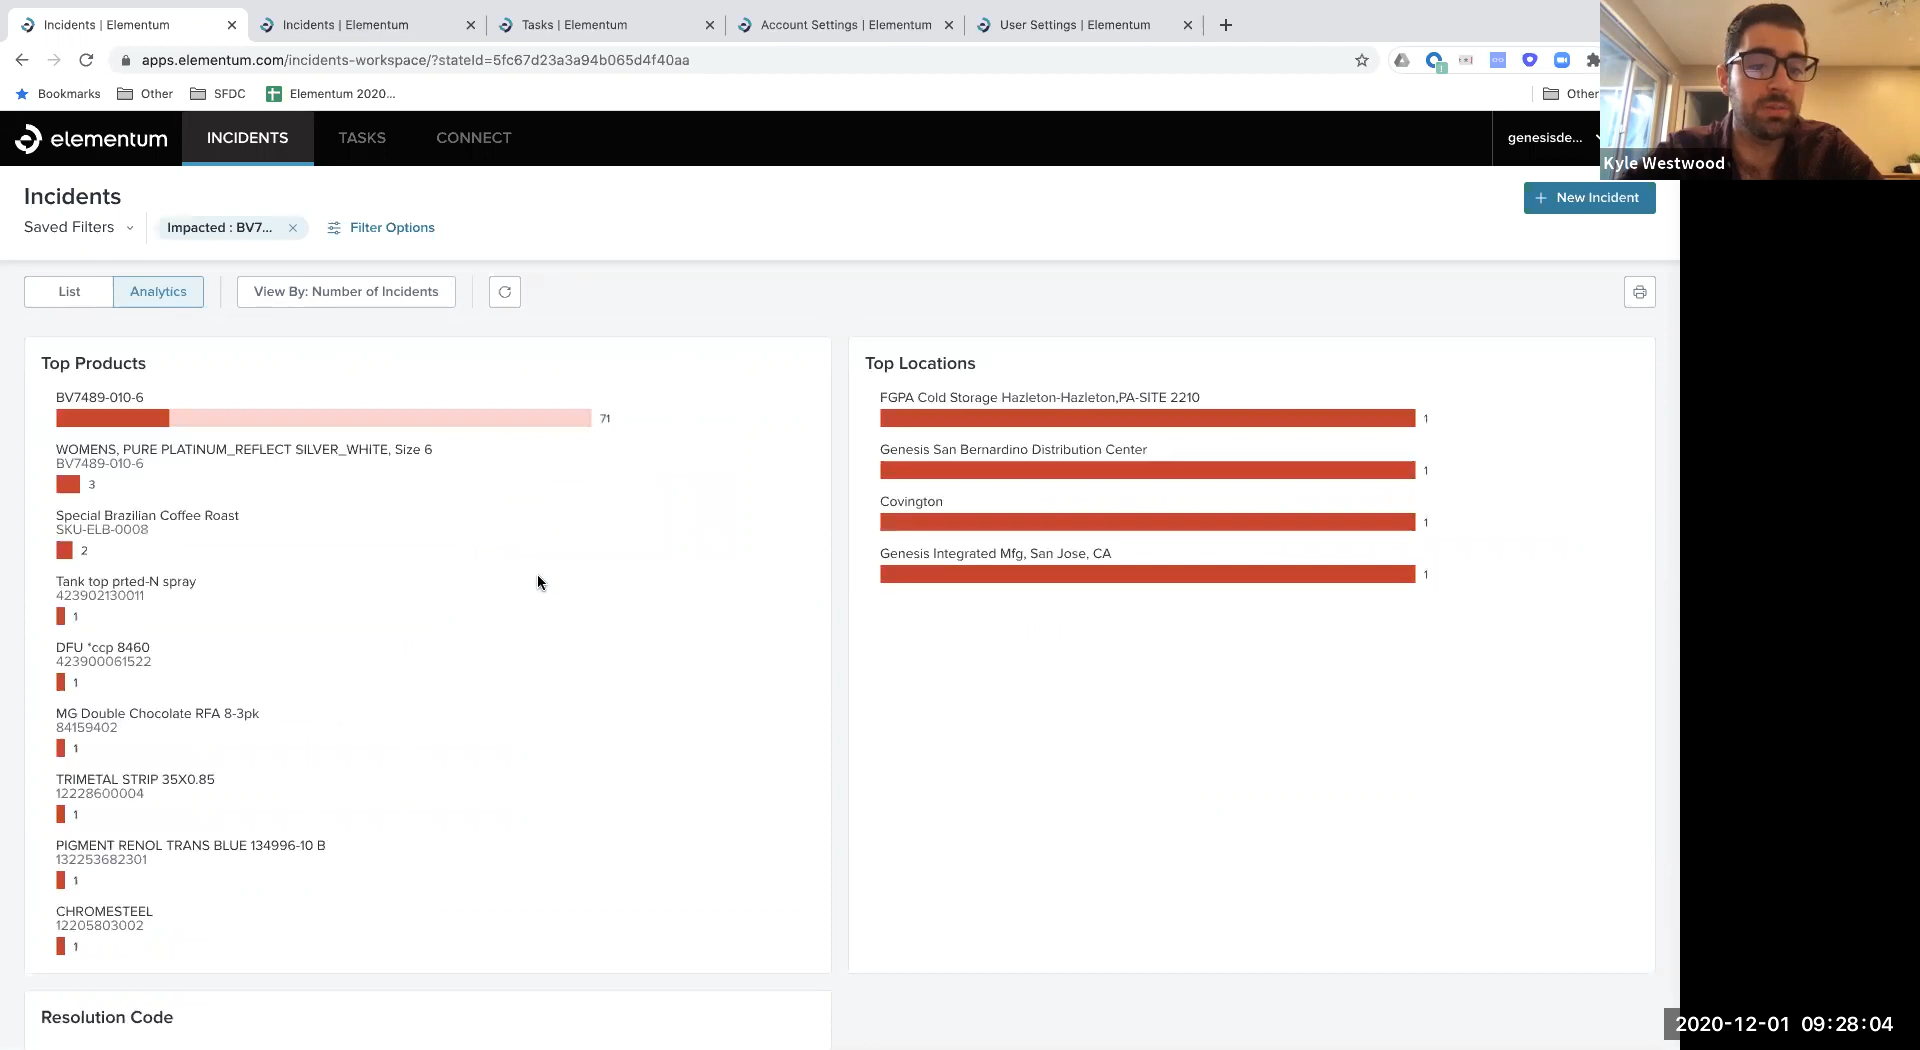 Incidents | Elementum
Incidents | Elementum
Tasks | Elementum
Account Settings | Elementum
User Settings | Elementum
apps.elementum.com/incidents-workspace/?stateId=5fc67d23a3a94b065d4f40aa
Bookmarks
Other
SFDC
Elementum 2020...
Other
elementum
INCIDENTS
TASKS
CONNECT
genesisde...
Kyle Westwood
Incidents
Saved Filters
Impacted : BV7...
Filter Options
New Incident
List
Analytics
View By: Number of Incidents
Top Products
BV7489-010-6
71
WOMENS, PURE PLATINUM_REFLECT SILVER_WHITE, Size 6
BV7489-010-6
3
Special Brazilian Coffee Roast
SKU-ELB-0008
2
Tank top prted-N spray
423902130011
1
DFU *ccp 8460
423900061522
1
MG Double Chocolate RFA 8-3pk
84159402
1
TRIMETAL STRIP 35X0.85
12228600004
1
PIGMENT RENOL TRANS BLUE 134996-10 B
132253682301
1
CHROMESTEEL
12205803002
1
Top Locations
FGPA Cold Storage Hazleton-Hazleton,PA-SITE 2210
1
Genesis San Bernardino Distribution Center
1
Covington
1
Genesis Integrated Mfg, San Jose, CA
1
Resolution Code
2020-12-01 09:28:04